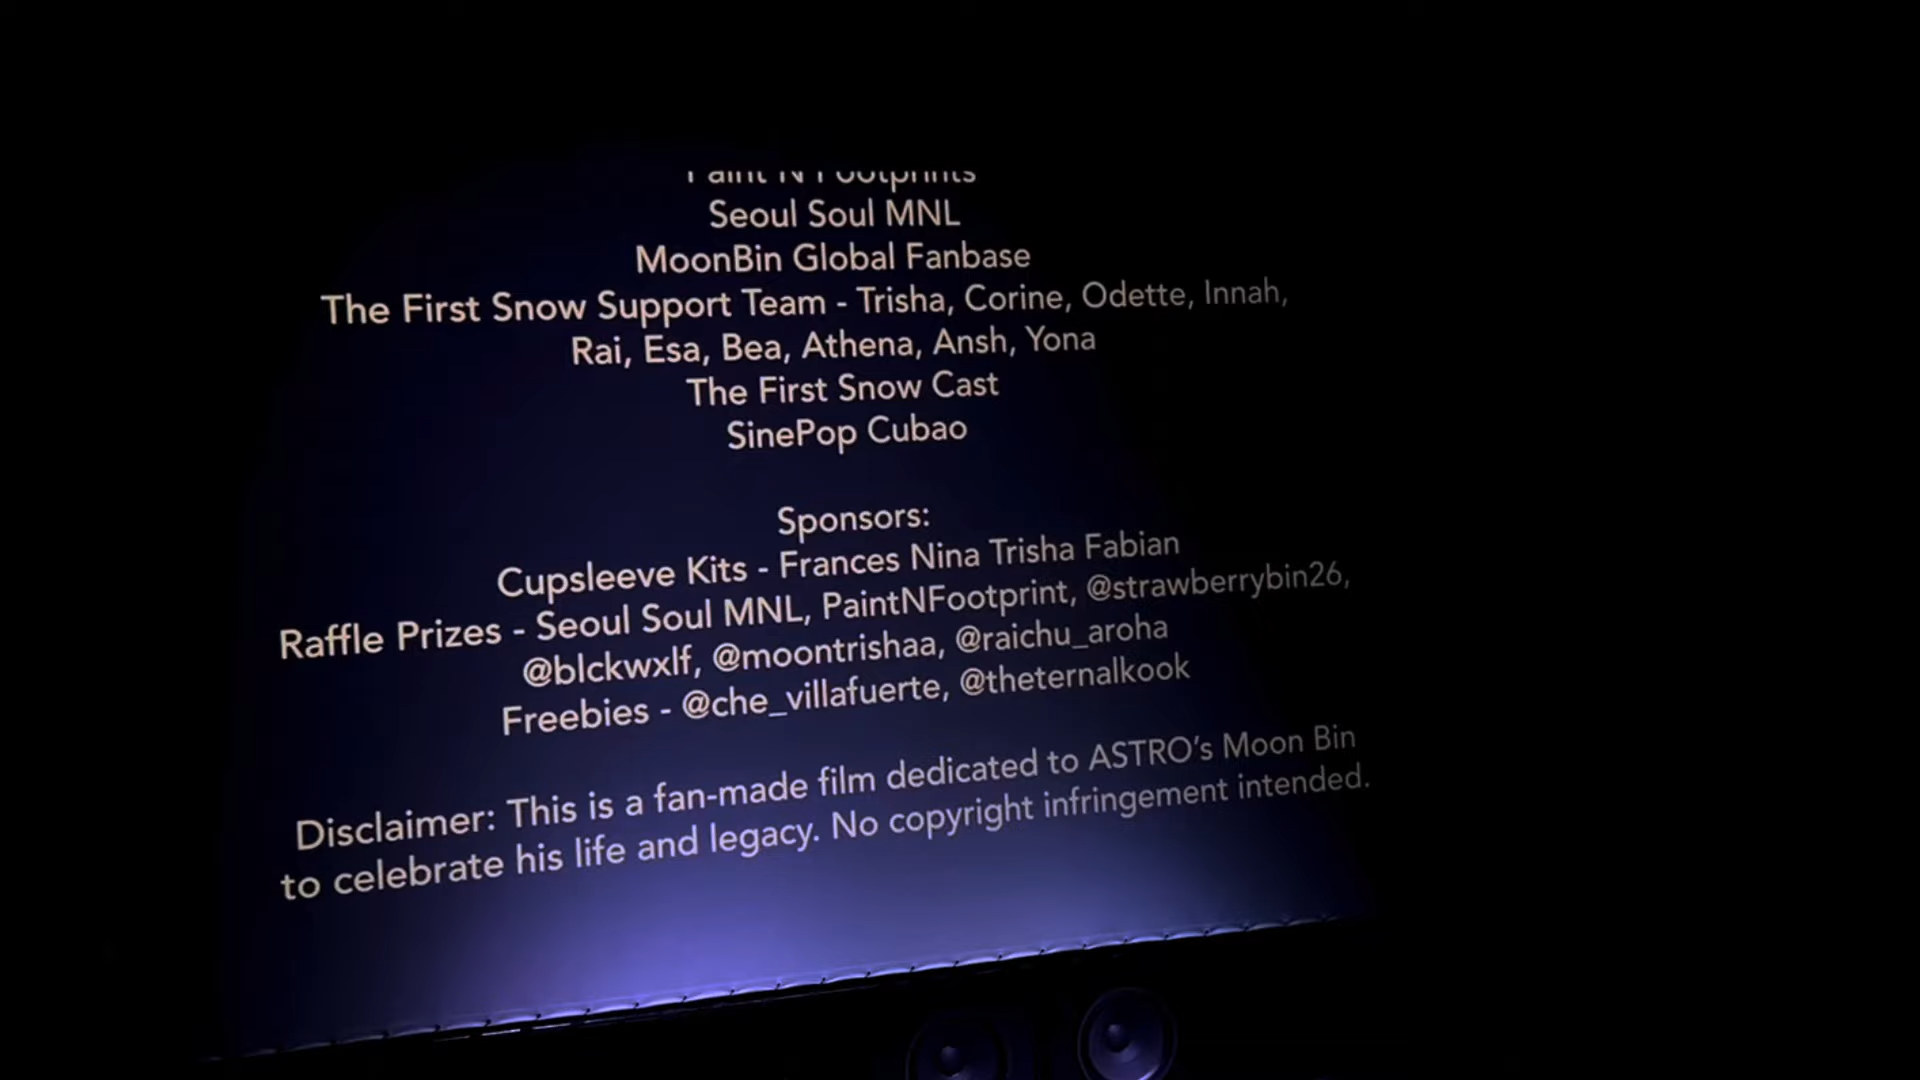 Paint N Footprints
Seoul Soul MNL
MoonBin Global Fanbase
The First Snow Support Team - Trisha, Corine, Odette, Innah,
Rai, Esa, Bea, Athena, Ansh, Yona
The First Snow Cast
SinePop Cubao
Sponsors:
Cupsleeve Kits - Frances Nina Trisha Fabian
Raffle Prizes - Seoul Soul MNL, PaintNFootprint, @strawberrybin26,
@blckwxlf, @moontrishaa, @raichu_aroha
Freebies - @che_villafuerte, @theternalkook
Disclaimer: This is a fan-made film dedicated to ASTRO's Moon Bin
to celebrate his life and legacy. No copyright infringement intended.